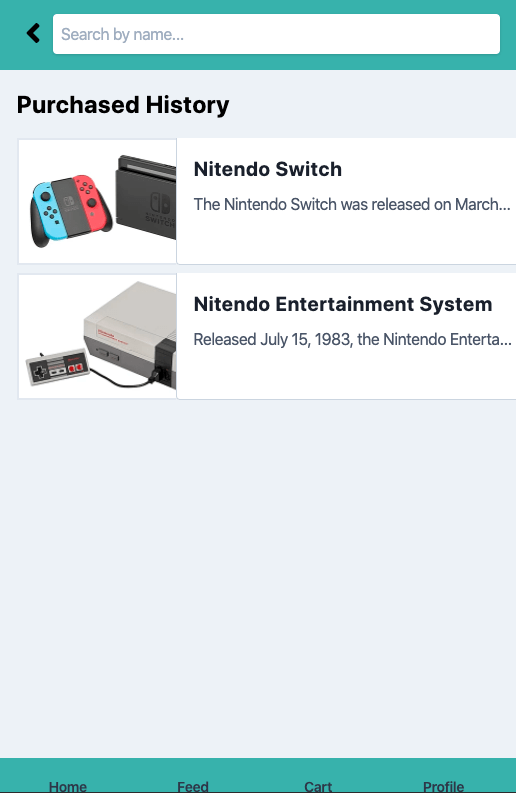 Search by name...
Purchased History
Nitendo Switch
The Nintendo Switch was released on March...
Nitendo Entertainment System
Released July 15, 1983, the Nintendo Enterta...
Home Feed Cart Profile